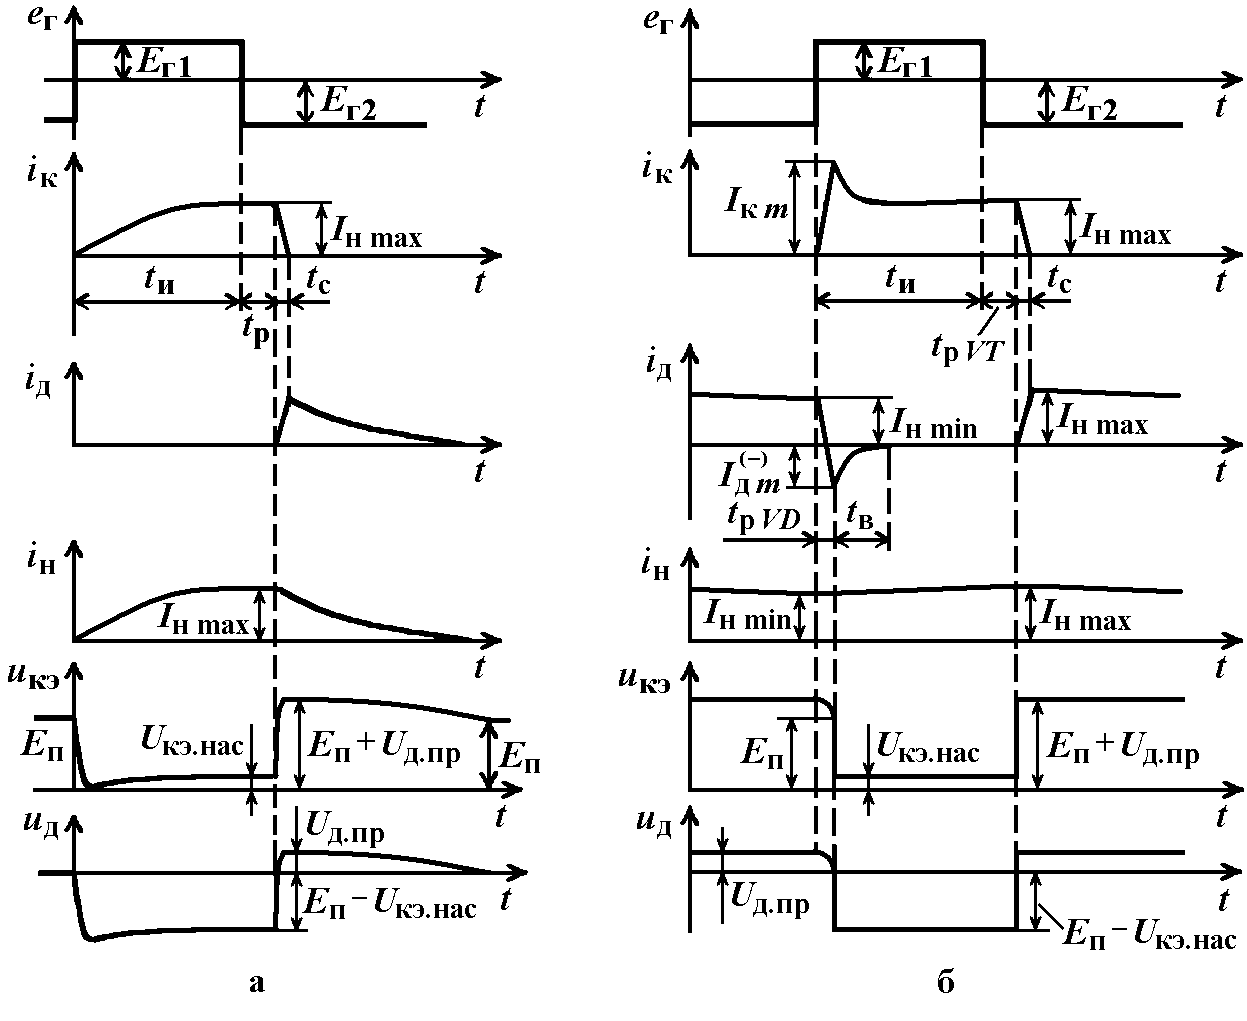 eг
Eг1
Eг2
t
iк
Iн max
t
tи
tр
tс
iд
t
iн
Iн max
t
uкэ
Eп
Uкэ.нас
Eп + Uд.пр
Eп
t
uд
Uд.пр
Eп − Uкэ.нас
t
а
eг
Eг1
Eг2
t
iк
Iк m
Iн max
t
tи
tр VT
tс
iд
Iн min
Iн max
Iд m(−)
t
tр VD
tв
iн
Iн min
Iн max
t
uкэ
Eп
Uкэ.нас
Eп + Uд.пр
t
uд
Uд.пр
Eп − Uкэ.нас
t
б